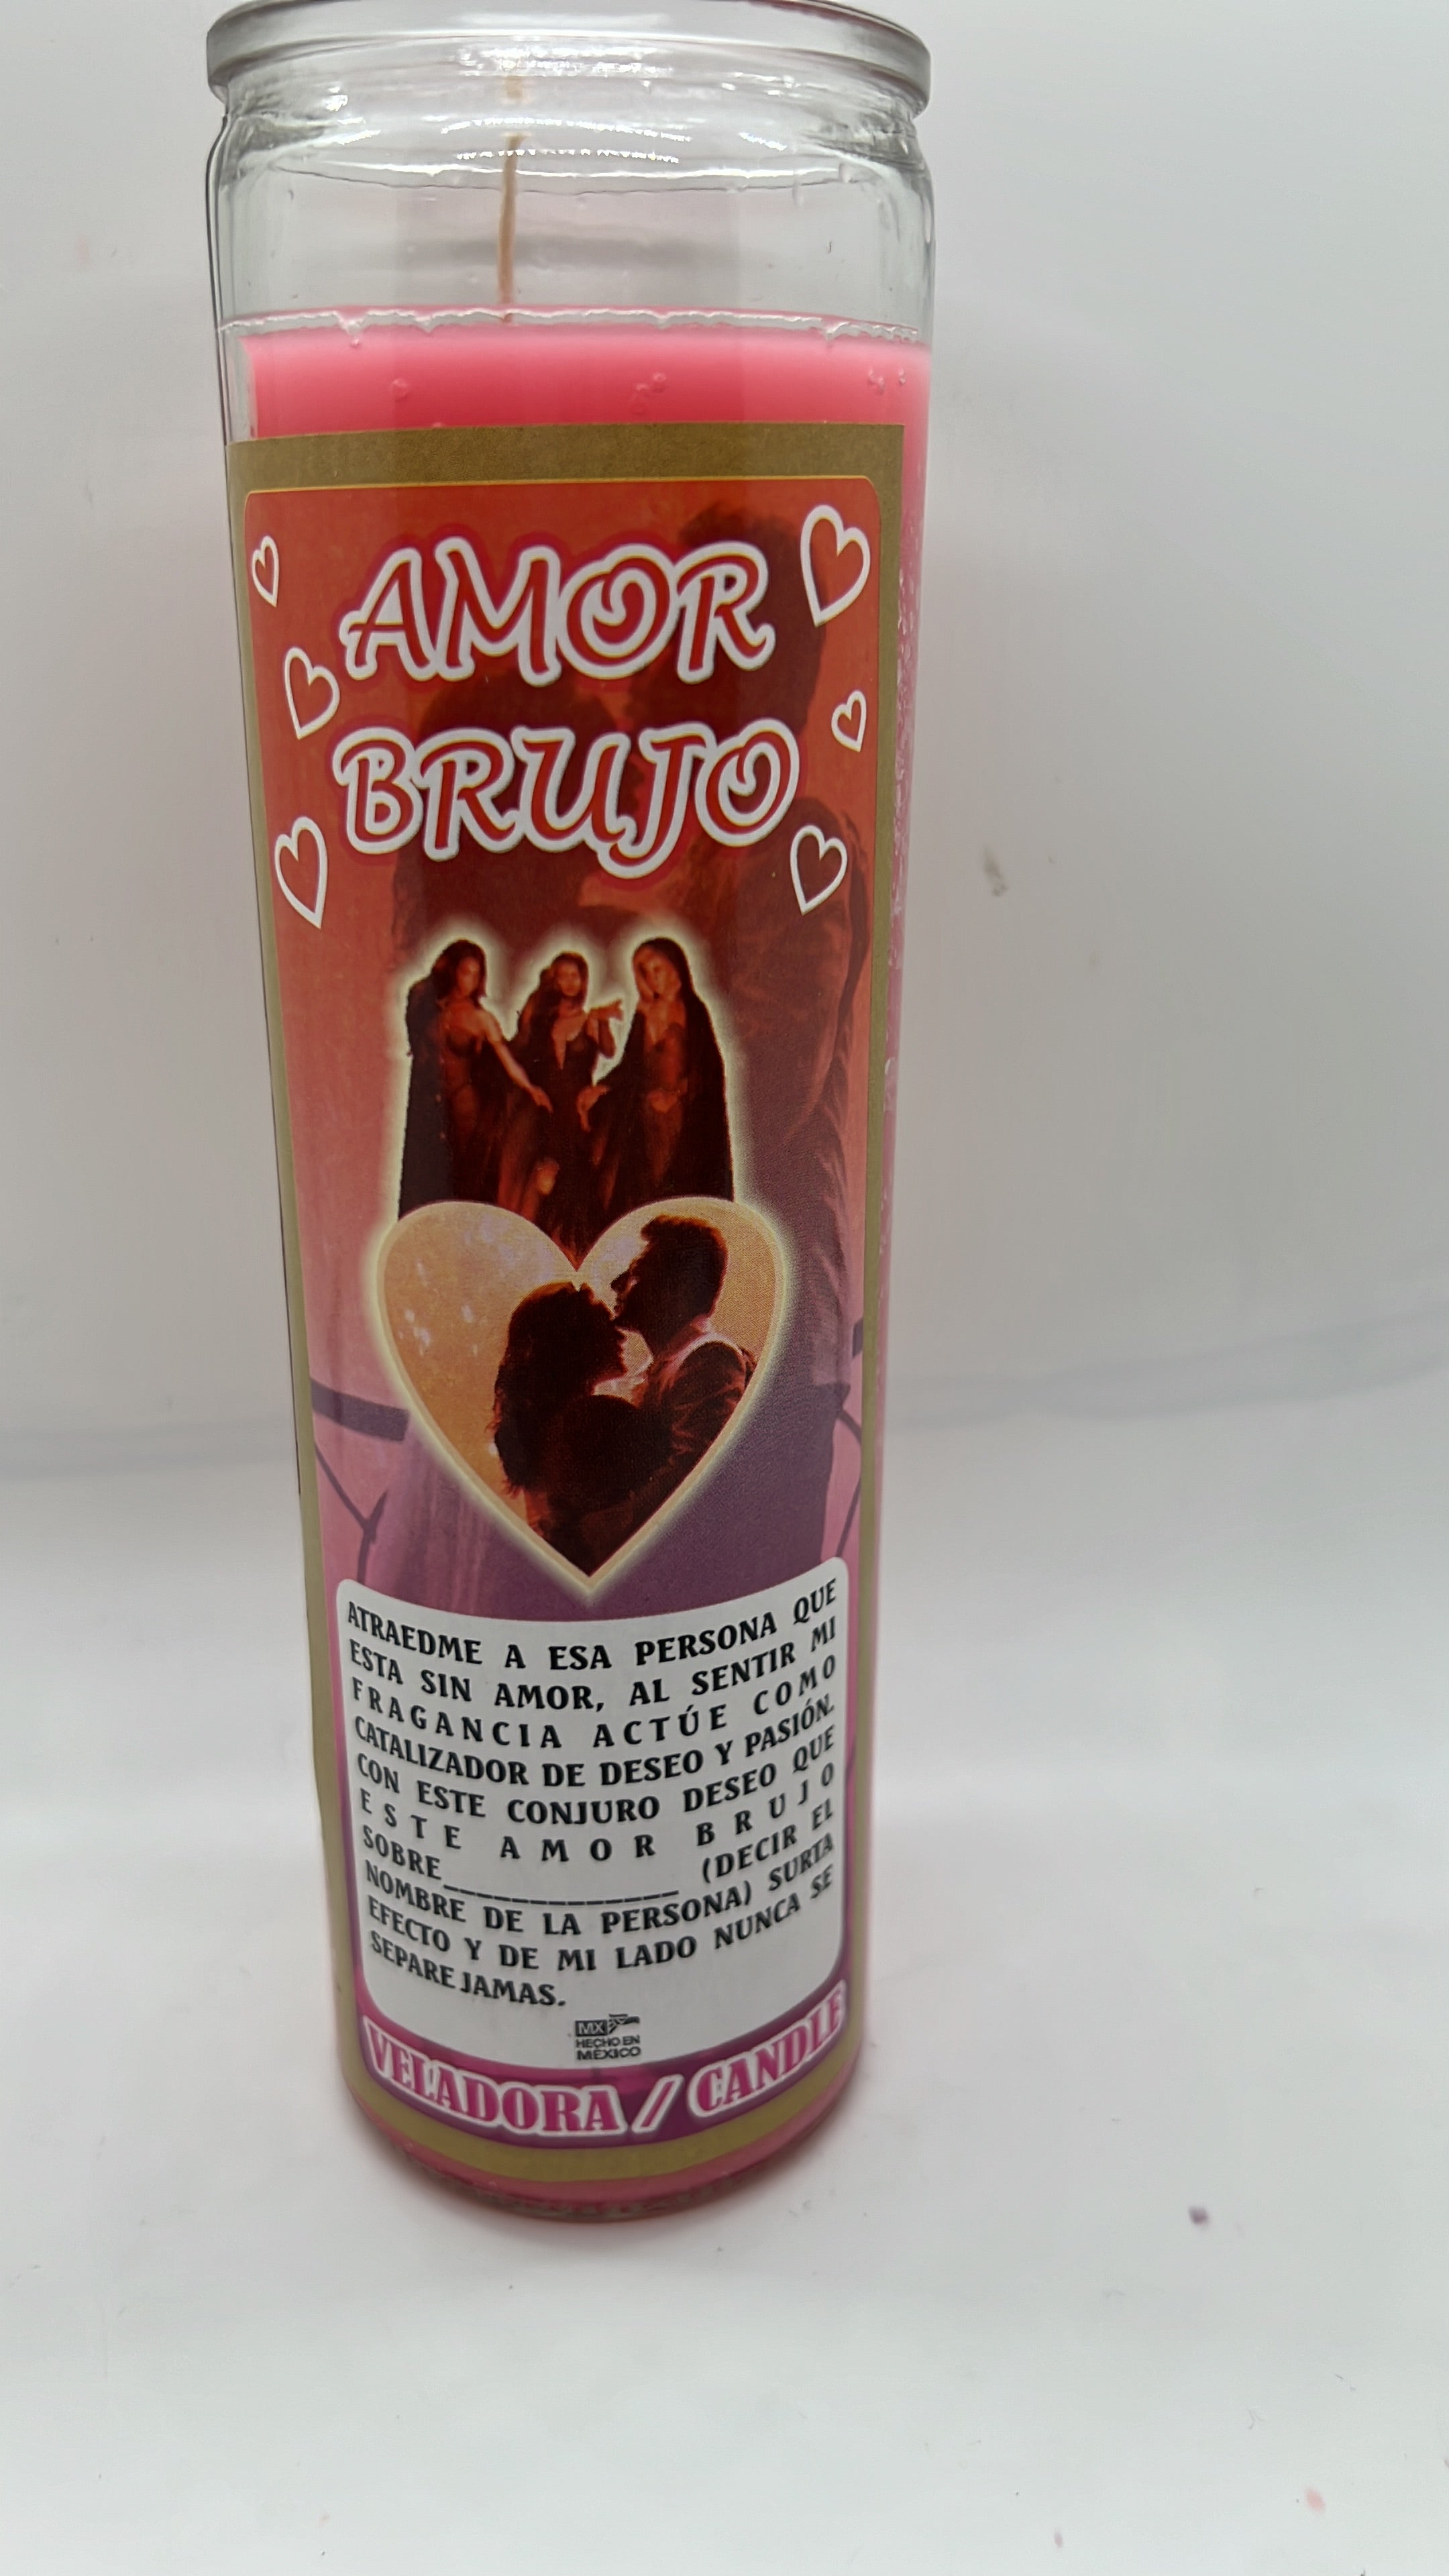 AMOR
BRUJO
ATRAEDME A ESA PERSONA QUE
ESTA SIN AMOR, AL SENTIR MI
FRAGANCIA ACTÚE COMO
CATALIZADOR DE DESEO Y PASIÓN.
CON ESTE CONJURO DESEO QUE
ESTE AMOR BRUJO
SOBRE______________ (DECIR EL
NOMBRE DE LA PERSONA) SURTA
EFECTO Y DE MI LADO NUNCA SE
SEPARE JAMAS.
MX
HECHO EN
MÉXICO
VELADORA / CANDLE